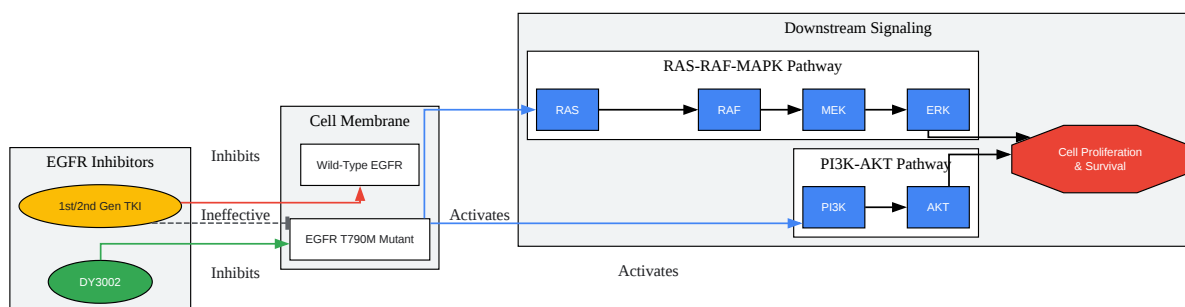 Downstream Signaling
RAS-RAF-MAPK Pathway
RAS
RAF
MEK
ERK
Cell Membrane
Wild-Type EGFR
EGFR T790M Mutant
EGFR Inhibitors
1st/2nd Gen TKI
DY3002
Inhibits
Ineffective
Inhibits
Activates
PI3K-AKT Pathway
PI3K
AKT
Cell Proliferation
& Survival
Activates